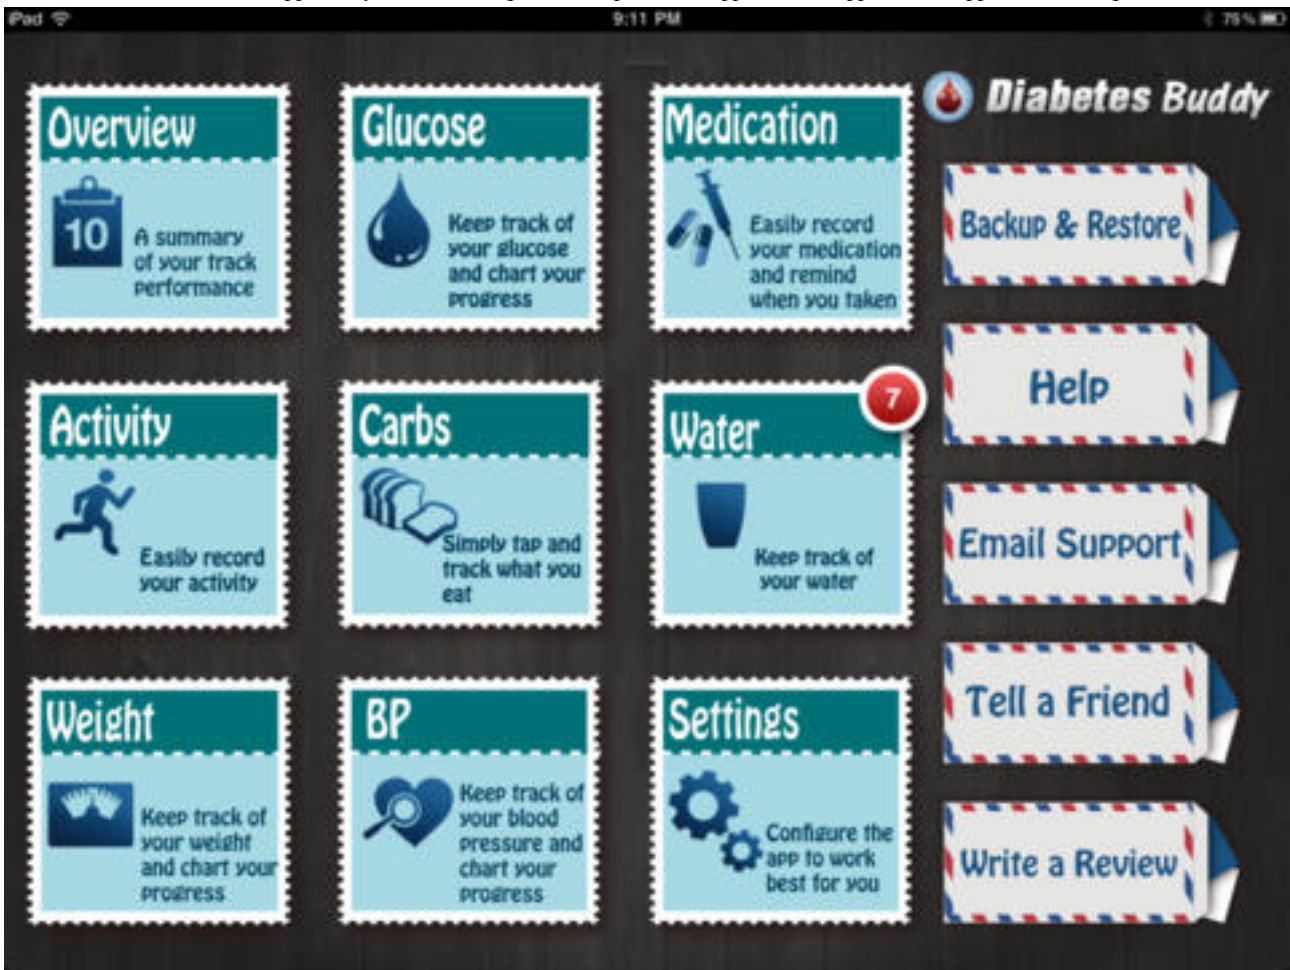 iPad
9:11 PM
75%
Diabetes Buddy
Overview
10
A summary
of your track
performance
Glucose
Keep track of
your glucose
and chart your
progress
Medication
Easily record
your medication
and remind
when you taken
Backup & Restore
Help
Activity
Easily record
your activity
Carbs
Simply tap and
track what you
eat
Water
7
Keep track of
your water
Email Support
Tell a Friend
Weight
Keep track of
your weight
and chart your
progress
BP
Keep track of
your blood
pressure and
chart your
progress
Settings
Configure the
app to work
best for you
Write a Review